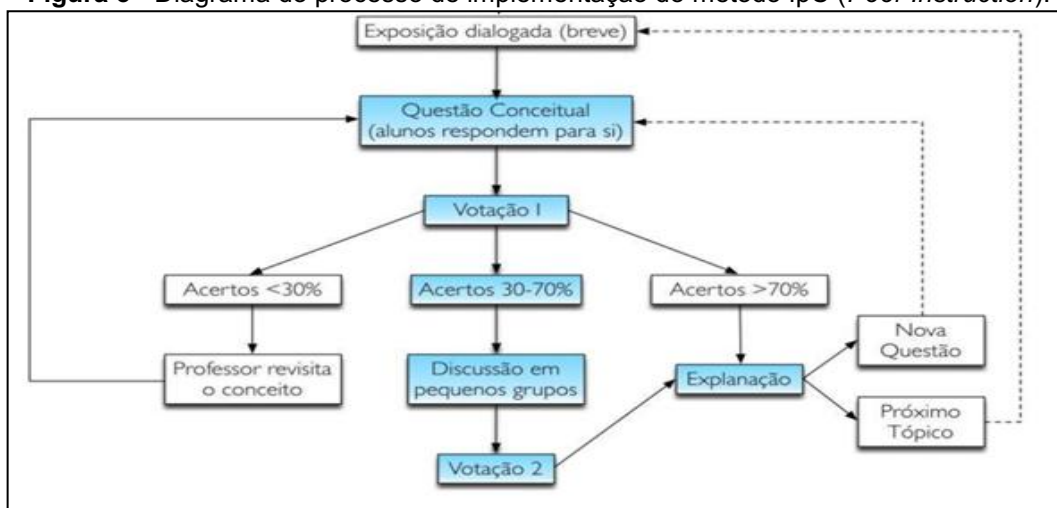 Figura - Diagrama do processo de implementação do método IpC (Peer Instruction).
Exposição dialogada (breve)
Questão Conceitual
(alunos respondem para si)
Votação 1
Acertos <30%
Acertos 30-70%
Acertos >70%
Professor revisita
o conceito
Discussão em
pequenos grupos
Explanação
Nova
Questão
Próximo
Tópico
Votação 2